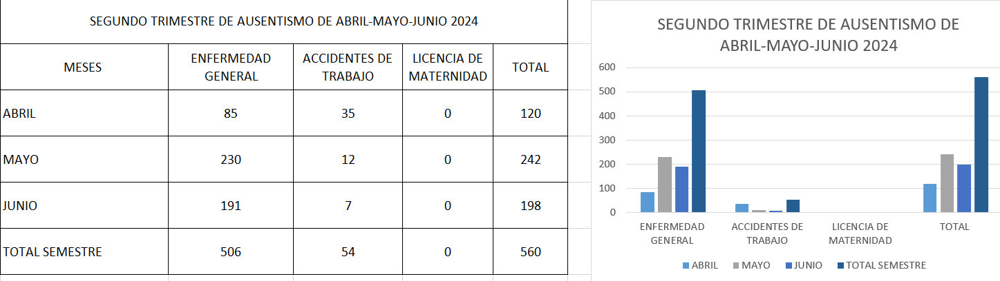 SEGUNDO TRIMESTRE DE AUSENTISMO DE ABRIL-MAYO-JUNIO 2024
MESES
ENFERMEDAD
GENERAL
ACCIDENTES DE
TRABAJO
LICENCIA DE
MATERNIDAD
TOTAL
ABRIL 85 35 0 120
MAYO 230 12 0 242
JUNIO 191 7 0 198
TOTAL SEMESTRE 506 54 0 560
SEGUNDO TRIMESTRE DE AUSENTISMO DE
ABRIL-MAYO-JUNIO 2024
600
500
400
300
200
100
0
ENFERMEDAD
GENERAL
ACCIDENTES DE
TRABAJO
LICENCIA DE
MATERNIDAD
TOTAL
ABRIL MAYO JUNIO TOTAL SEMESTRE